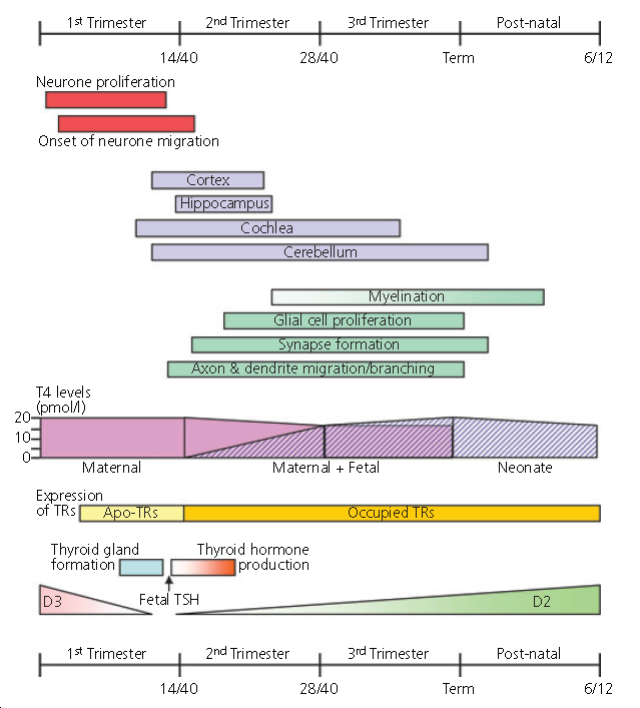 1st Trimester 2nd Trimester 3rd Trimester Post-natal
14/40 28/40 Term 6/12
Neurone proliferation
Onset of neurone migration
Cortex
Hippocampus
Cochlea
Cerebellum
Myelination
Glial cell proliferation
Synapse formation
Axon & dendrite migration/branching
T4 levels
(pmol/l)
20
10
0
Maternal Maternal + Fetal Neonate
Expression
of TRs
Apo-TRs Occupied TRs
Thyroid gland
formation
Thyroid hormone
production
Fetal TSH
D3 D2
1st Trimester 2nd Trimester 3rd Trimester Post-natal
14/40 28/40 Term 6/12